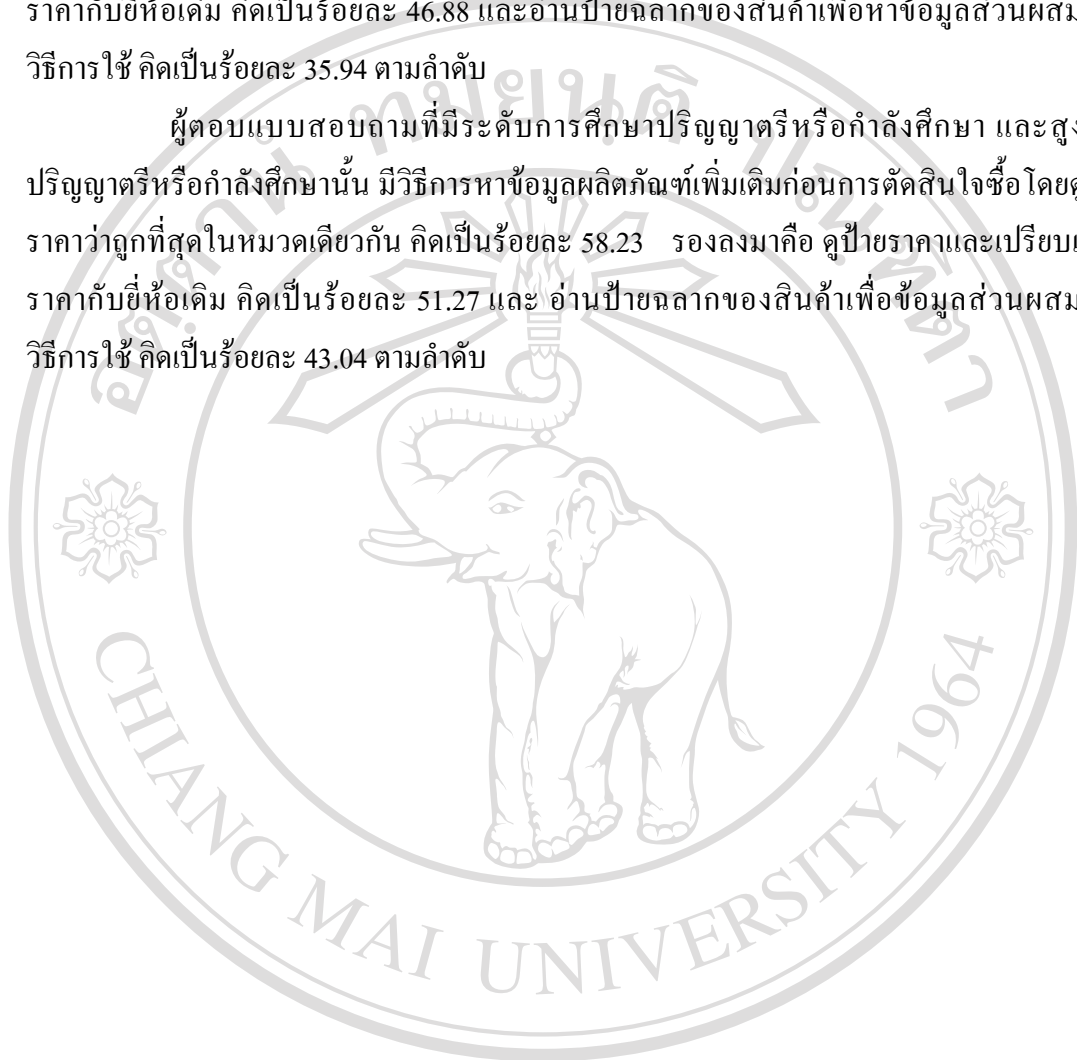 ราคากับยี่ห้อเดิม คิดเป็นร้อยละ 46.88 และอ่านป้ายฉลากของสินค้าเพื่อหาข้อมูลส่วนผสม
วิธีการใช้ คิดเป็นร้อยละ 35.94 ตามลำดับ
ผู้ตอบแบบสอบถามที่มีระดับการศึกษาปริญญาตรีหรือกำลังศึกษา และสูง
ปริญญาตรีหรือกำลังศึกษานั้น มีวิธีการหาข้อมูลผลิตภัณฑ์เพิ่มเติมก่อนการตัดสินใจซื้อโดยดู
ราคาว่าถูกที่สุดในหมวดเดียวกัน คิดเป็นร้อยละ 58.23 รองลงมาคือ ดูป้ายราคาและเปรียบ
ราคากับยี่ห้อเดิม คิดเป็นร้อยละ 51.27 และ อ่านป้ายฉลากของสินค้าเพื่อข้อมูลส่วนผสม
วิธีการใช้ คิดเป็นร้อยละ 43.04 ตามลำดับ
อตฺตานํ ทมยนฺติ ปณฺฑิตา
CHIANG MAI UNIVERSITY 1964